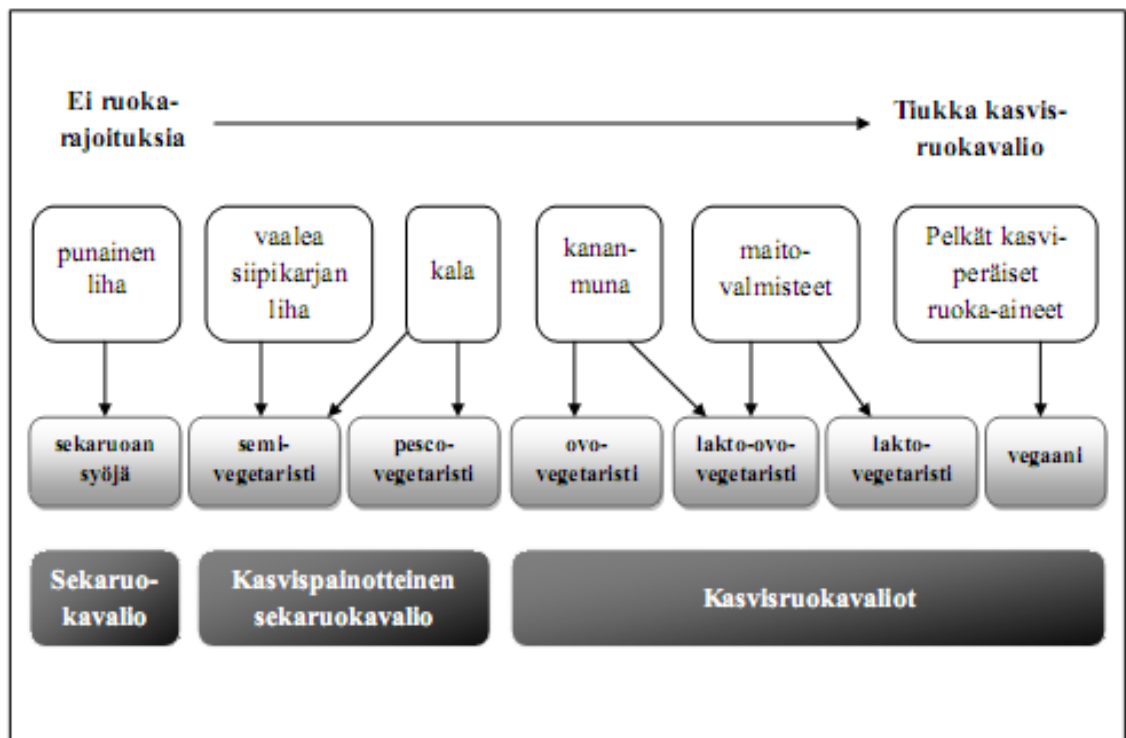 Ei ruoka-
rajoituksia
Tiukka kasvis-
ruokavalio
punainen
liha
vaalea
siipikarjan
liha
kala
kanan-
muna
maito-
valmisteet
Pelkät kasvi-
peräiset
ruoka-aineet
sekaruoan
syöjä
semi-
vegetaristi
pesco-
vegetaristi
ovo-
vegetaristi
lakto-ovo-
vegetaristi
lakto-
vegetaristi
vegaani
Sekaruo-
kavalio
Kasvispainotteinen
sekaruokavalio
Kasvisruokavaliot